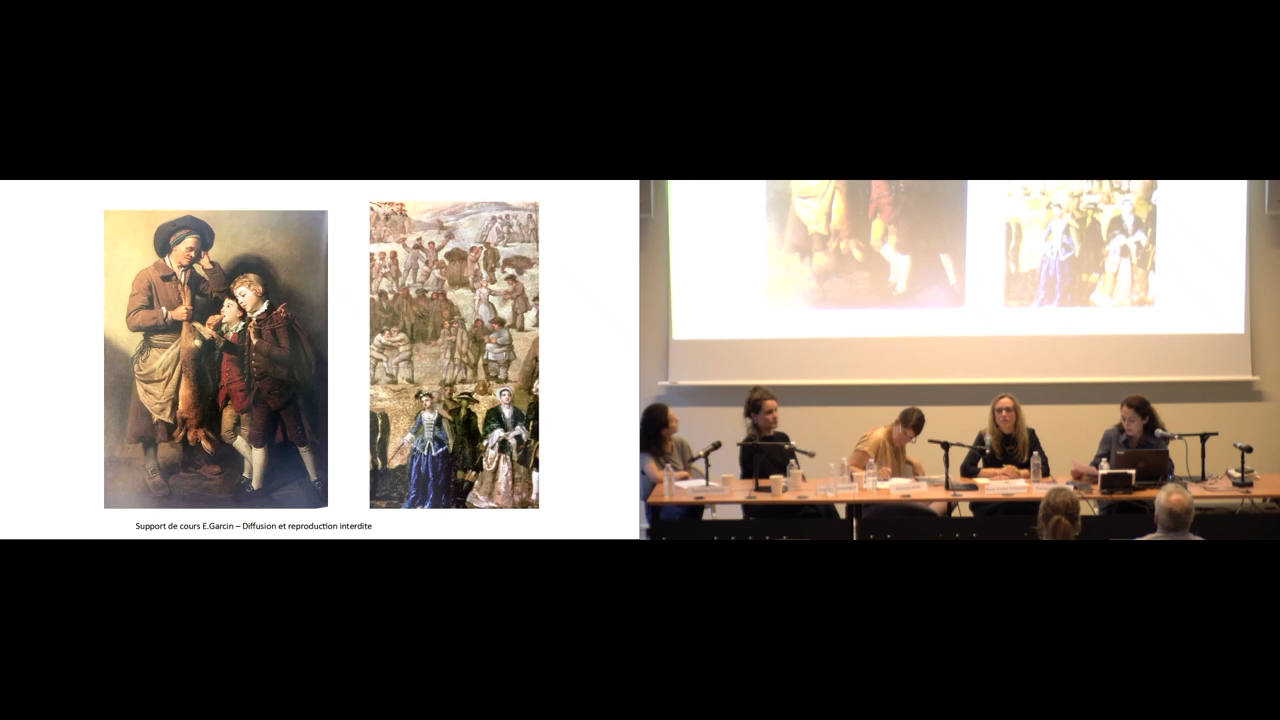 Support de cours E.Garcin – Diffusion et reproduction interdite